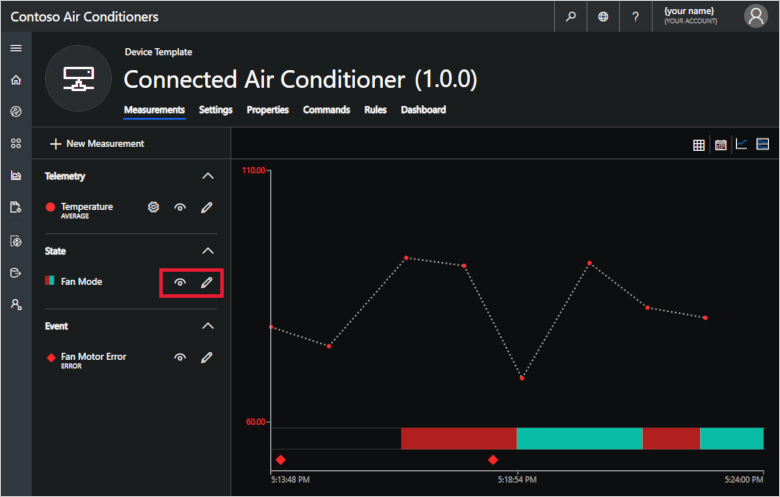 Contoso Air Conditioners
?
{your name}
{YOUR ACCOUNT}
Device Template
Connected Air Conditioner (1.0.0)
Measurements Settings Properties Commands Rules Dashboard
New Measurement
Telemetry
Temperature
AVERAGE
State
Fan Mode
Event
Fan Motor Error
ERROR
110.00
60.00
5:13:48 PM 5:18:54 PM 5:24:00 PM